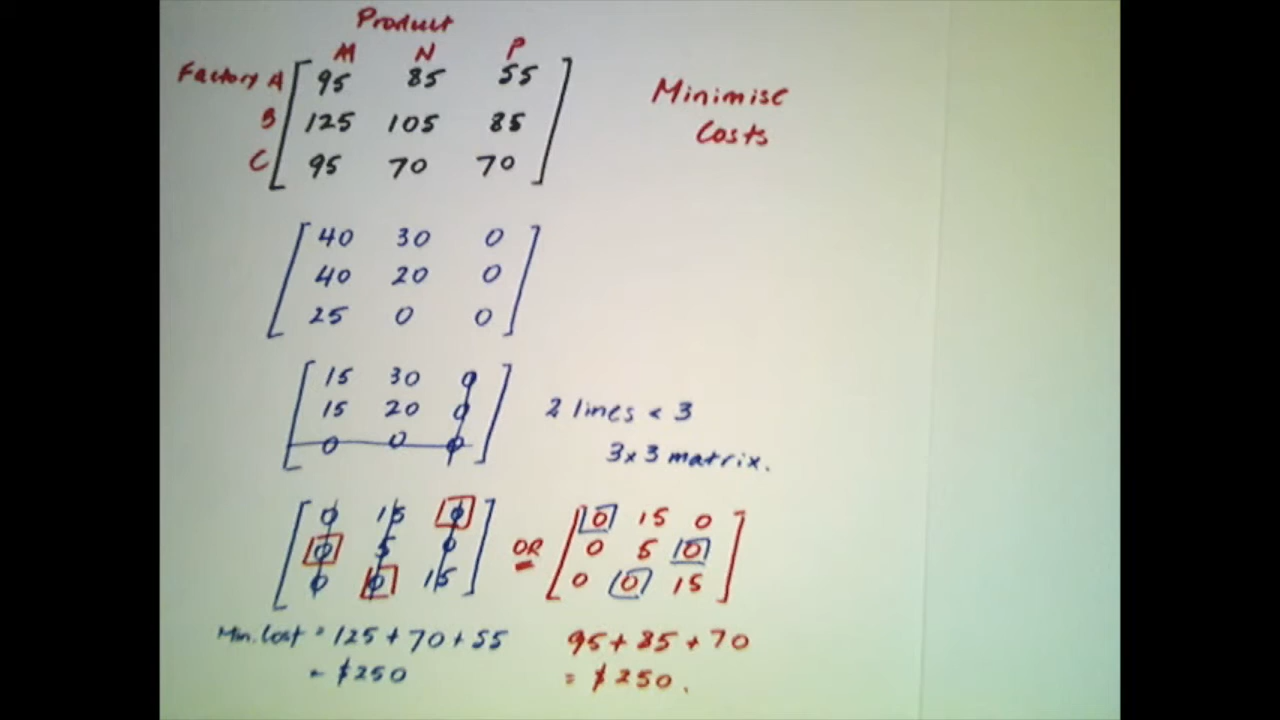 Product
M N P
Factory A 95 85 55
B 125 105 85
C 95 70 70
Minimise
Costs
40 30 0
40 20 0
25 0 0
15 30 0
15 20 0
0 0 0
2 lines < 3
3x3 matrix.
0 15 0
0 5 0
0 0 15
OR
0 15 0
0 5 0
0 0 15
Min. Cost = 125 + 70 + 55
= $250
95 + 85 + 70
= $250.